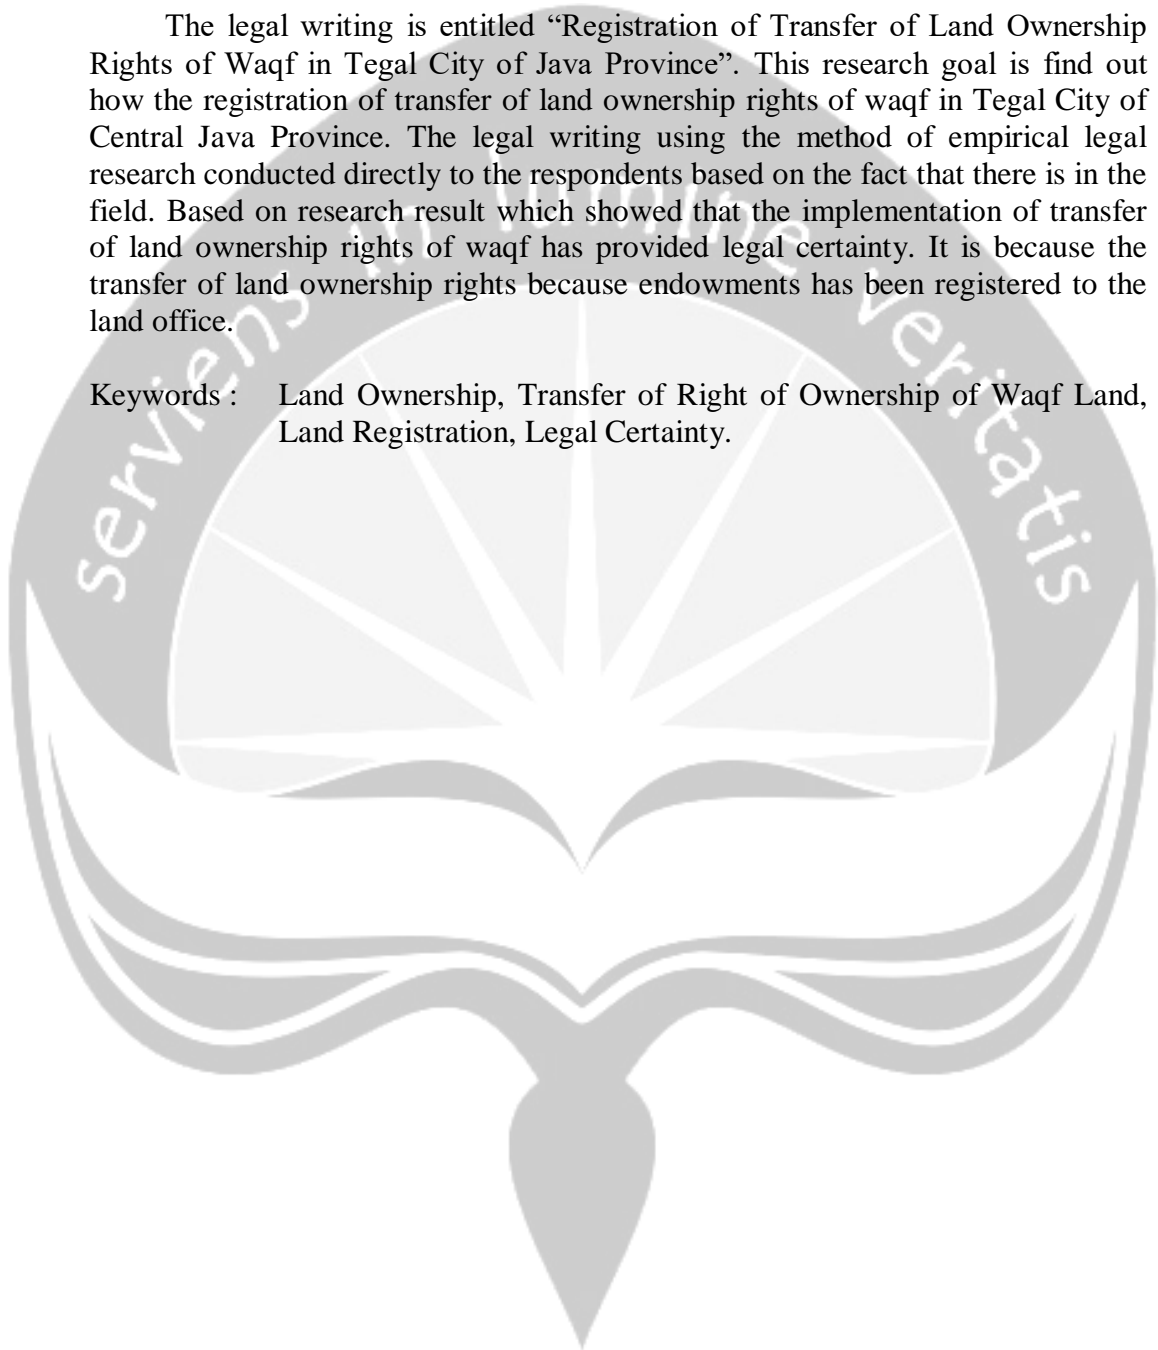 The legal writing is entitled “Registration of Transfer of Land Ownership
Rights of Waqf in Tegal City of Java Province”. This research goal is find out
how the registration of transfer of land ownership rights of waqf in Tegal City of
Central Java Province. The legal writing using the method of empirical legal
research conducted directly to the respondents based on the fact that there is in the
field. Based on research result which showed that the implementation of transfer
of land ownership rights of waqf has provided legal certainty. It is because the
transfer of land ownership rights because endowments has been registered to the
land office.
Keywords : Land Ownership, Transfer of Right of Ownership of Waqf Land,
Land Registration, Legal Certainty.
serviens in lumine veritatis